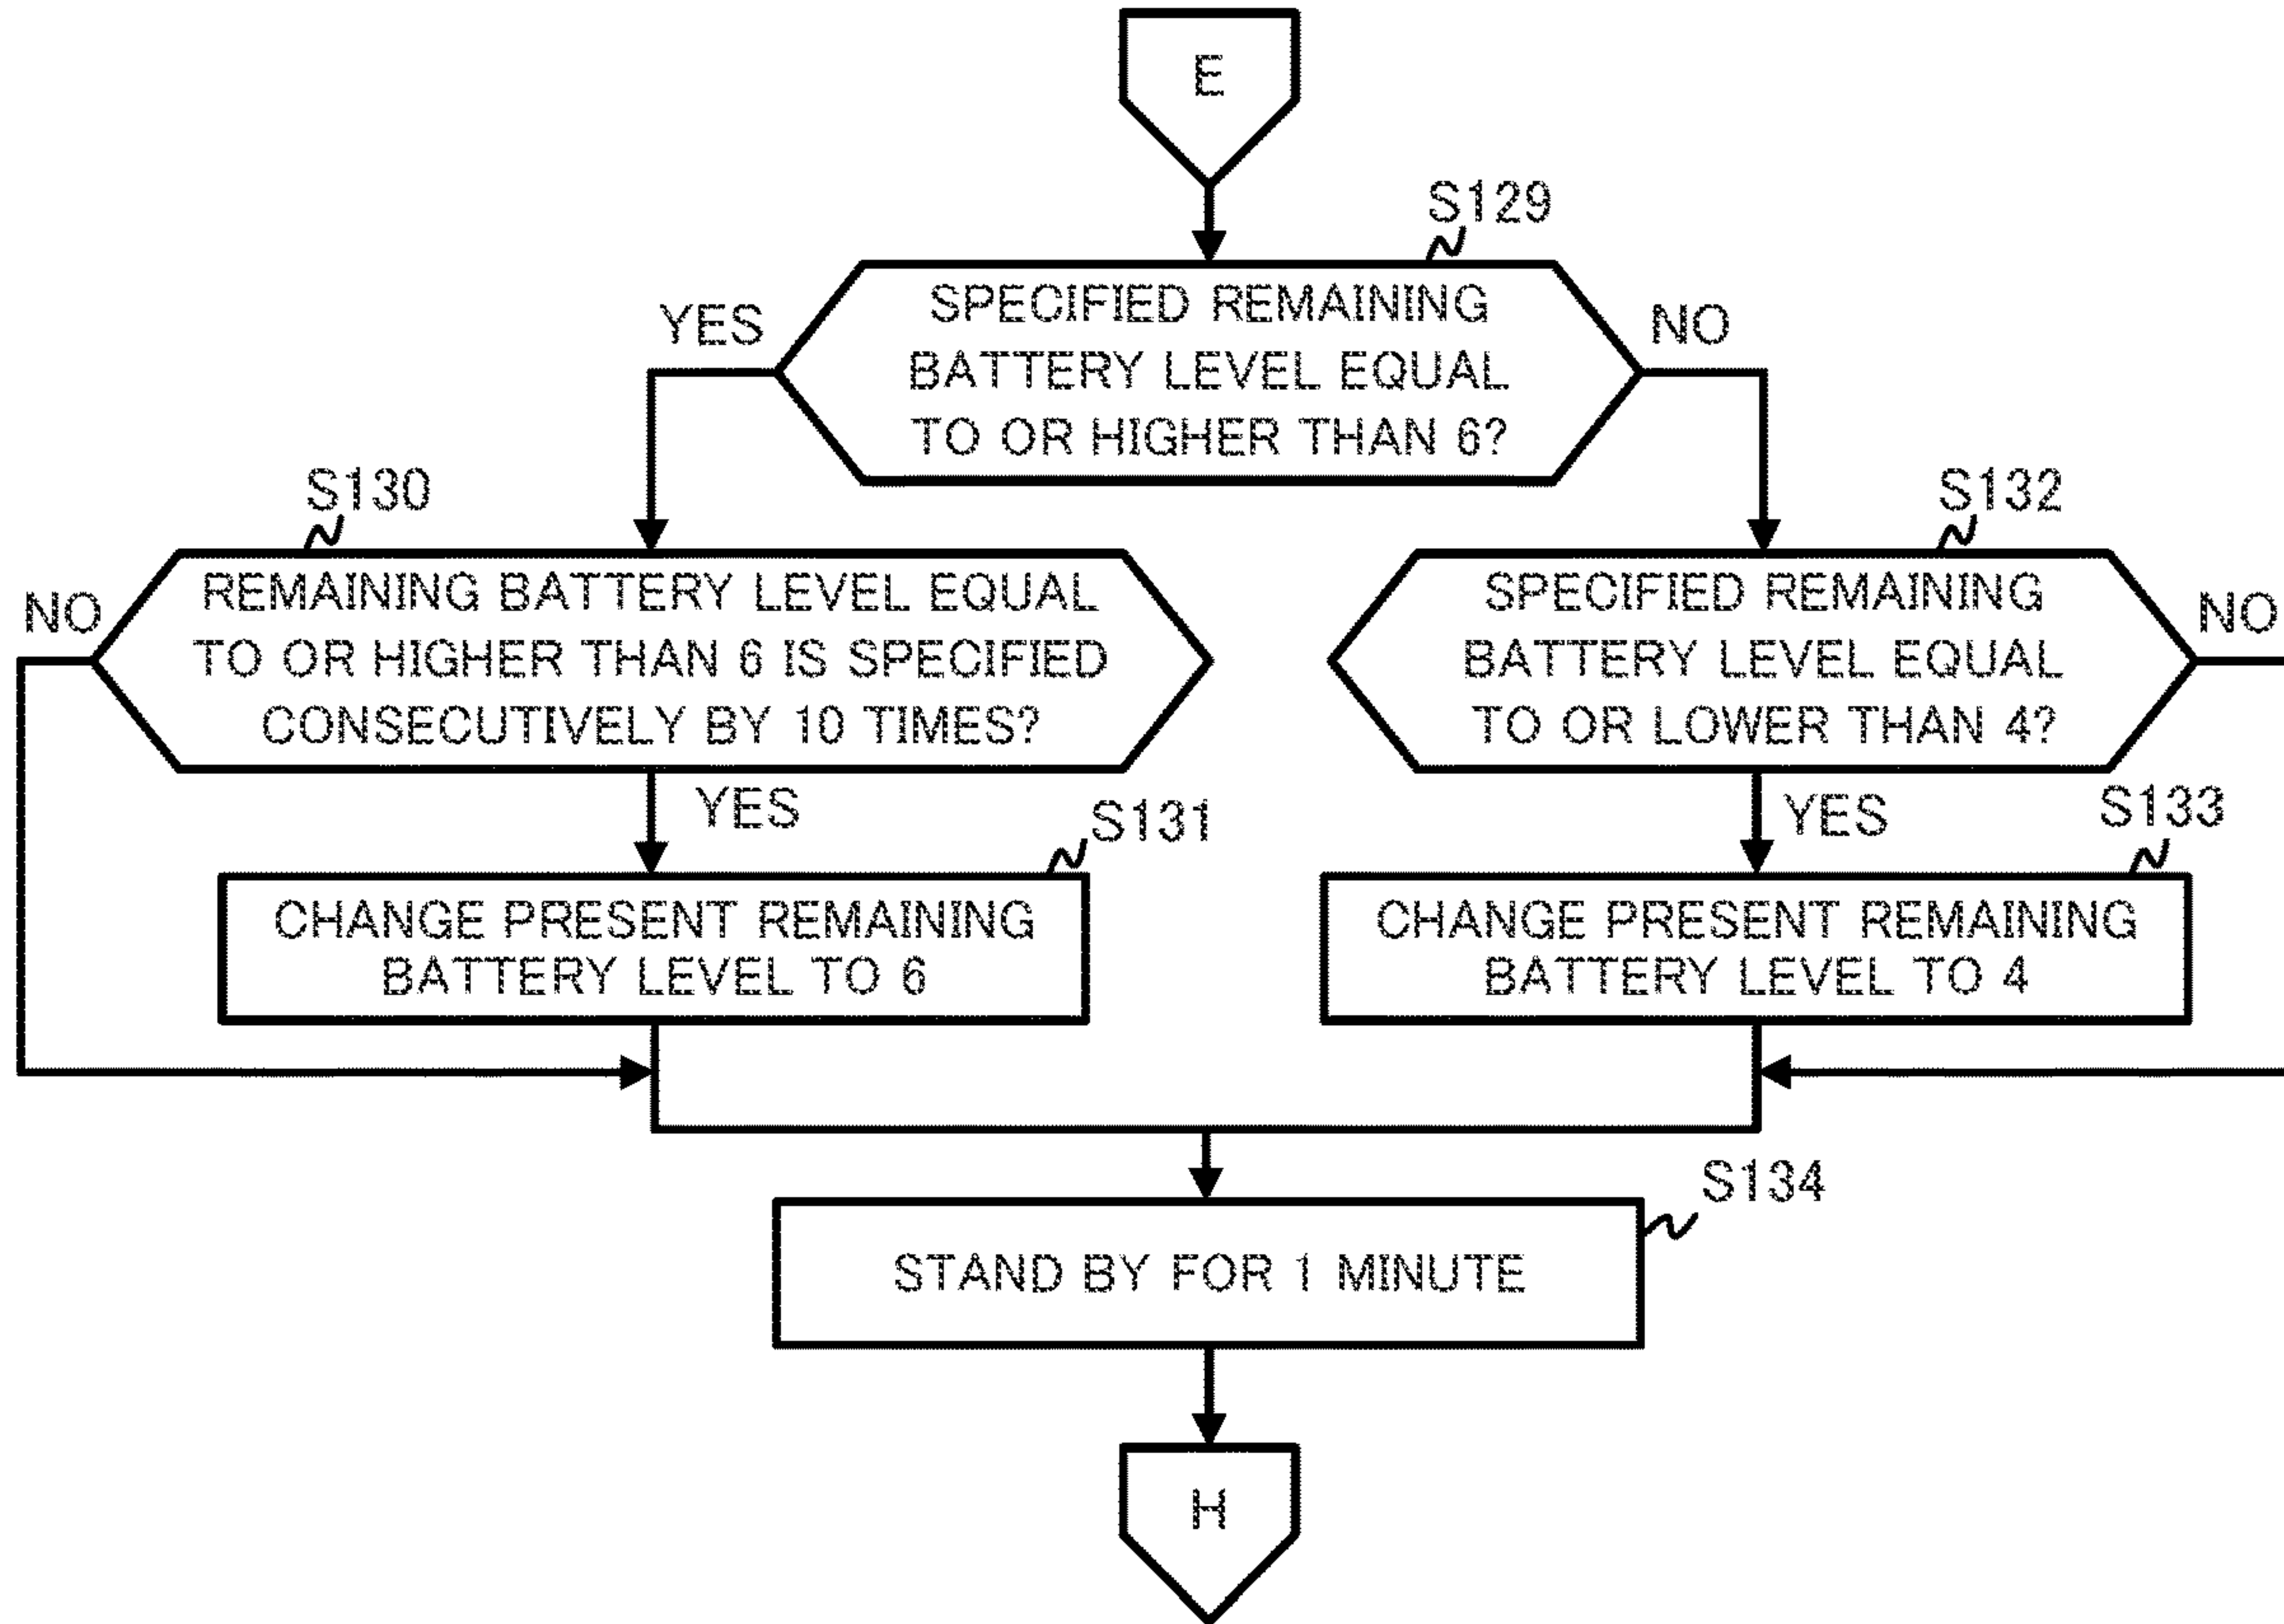 E
S129
YES
SPECIFIED REMAINING
BATTERY LEVEL EQUAL
TO OR HIGHER THAN 6?
NO
S130
NO
REMAINING BATTERY LEVEL EQUAL
TO OR HIGHER THAN 6 IS SPECIFIED
CONSECUTIVELY BY 10 TIMES?
S132
SPECIFIED REMAINING
BATTERY LEVEL EQUAL
TO OR LOWER THAN 4?
NO
YES
S131
CHANGE PRESENT REMAINING
BATTERY LEVEL TO 6
YES
S133
CHANGE PRESENT REMAINING
BATTERY LEVEL TO 4
S134
STAND BY FOR 1 MINUTE
H